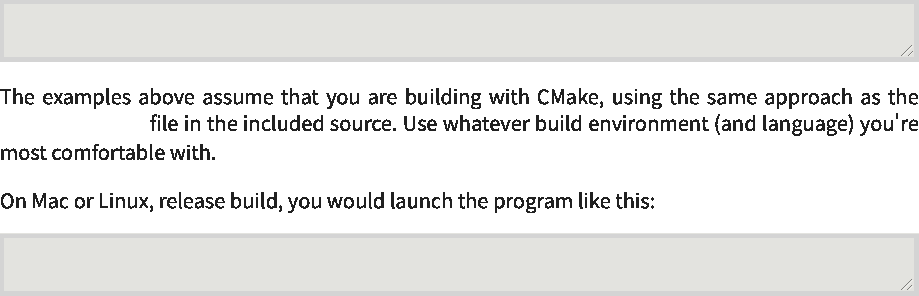 The examples above assume that you are building with CMake, using the same approach as the
file in the included source. Use whatever build environment (and language) you're
most comfortable with.
On Mac or Linux, release build, you would launch the program like this: